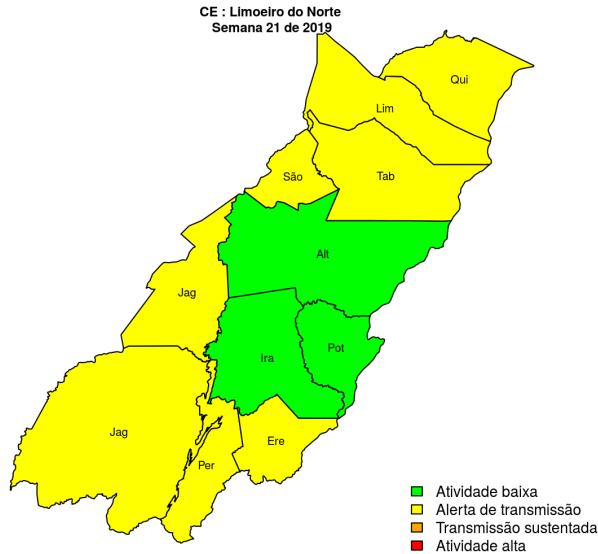 CE : Limoeiro do Norte
Semana 21 de 2019
Qui
Lim
São
Tab
Alt
Jag
Ira
Pot
Jag
Ere
Per
Atividade baixa
Alerta de transmissão
Transmissão sustentada
Atividade alta